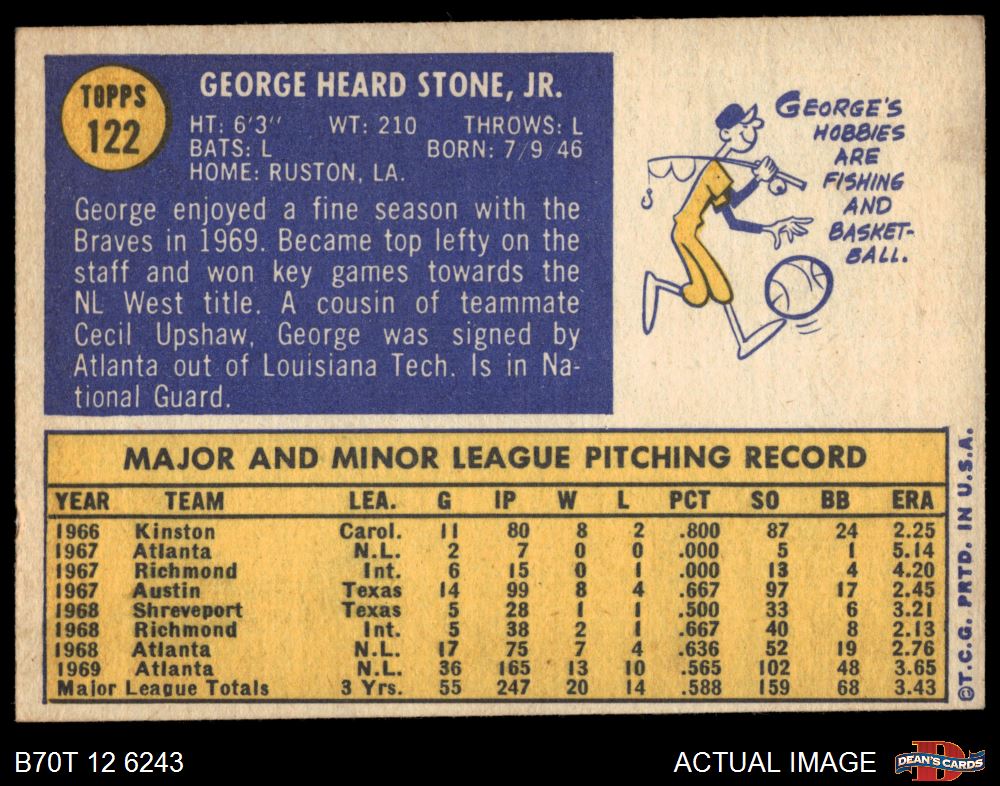 TOPPS
122
GEORGE HEARD STONE, JR.
HT: 6'3" WT: 210 THROWS: L
BATS: L BORN: 7/9/46
HOME: RUSTON, LA.
George enjoyed a fine season with the
Braves in 1969. Became top lefty on the
staff and won key games towards the
NL West title. A cousin of teammate
Cecil Upshaw, George was signed by
Atlanta out of Louisiana Tech. Is in Na-
tional Guard.
GEORGE'S
HOBBIES
ARE
FISHING
AND
BASKET-
BALL.
MAJOR AND MINOR LEAGUE PITCHING RECORD
YEAR TEAM LEA. G IP W L PCT SO BB ERA
1966 Kinston Carol. 11 80 8 2 .800 87 24 2.25
1967 Atlanta N.L. 2 7 0 0 .000 5 1 5.14
1967 Richmond Int. 6 15 0 1 .000 13 4 4.20
1967 Austin Texas 14 99 8 4 .667 97 17 2.45
1968 Shreveport Texas 5 28 1 1 .500 33 6 3.21
1968 Richmond Int. 5 38 2 1 .667 40 8 2.13
1968 Atlanta N.L. 17 75 7 4 .636 52 19 2.76
1969 Atlanta N.L. 36 165 13 10 .565 102 48 3.65
Major League Totals 3 Yrs. 55 247 20 14 .588 159 68 3.43
©T.C.G. PRTD. IN U.S.A.
B70T 12 6243
ACTUAL IMAGE
D
DEAN'S CARDS